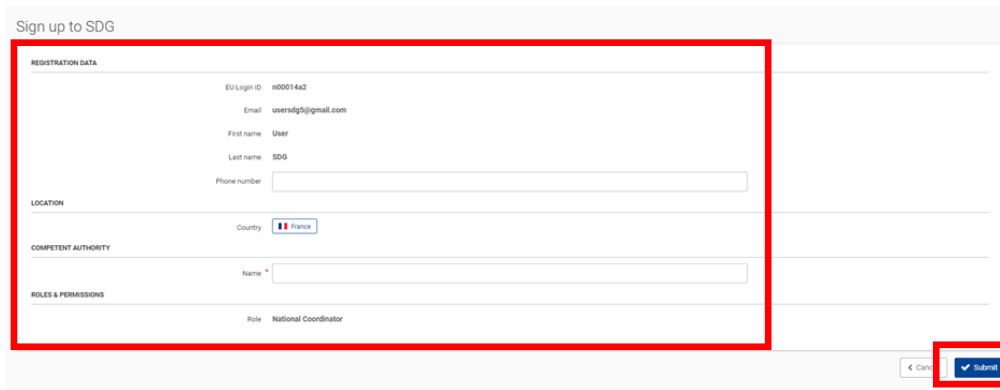 Sign up to SDG
REGISTRATION DATA
EU Login ID n00014a2
Email usersdg5@gmail.com
First name User
Last name SDG
Phone number
LOCATION
Country France
COMPETENT AUTHORITY
Name *
ROLES & PERMISSIONS
Role National Coordinator
Submit